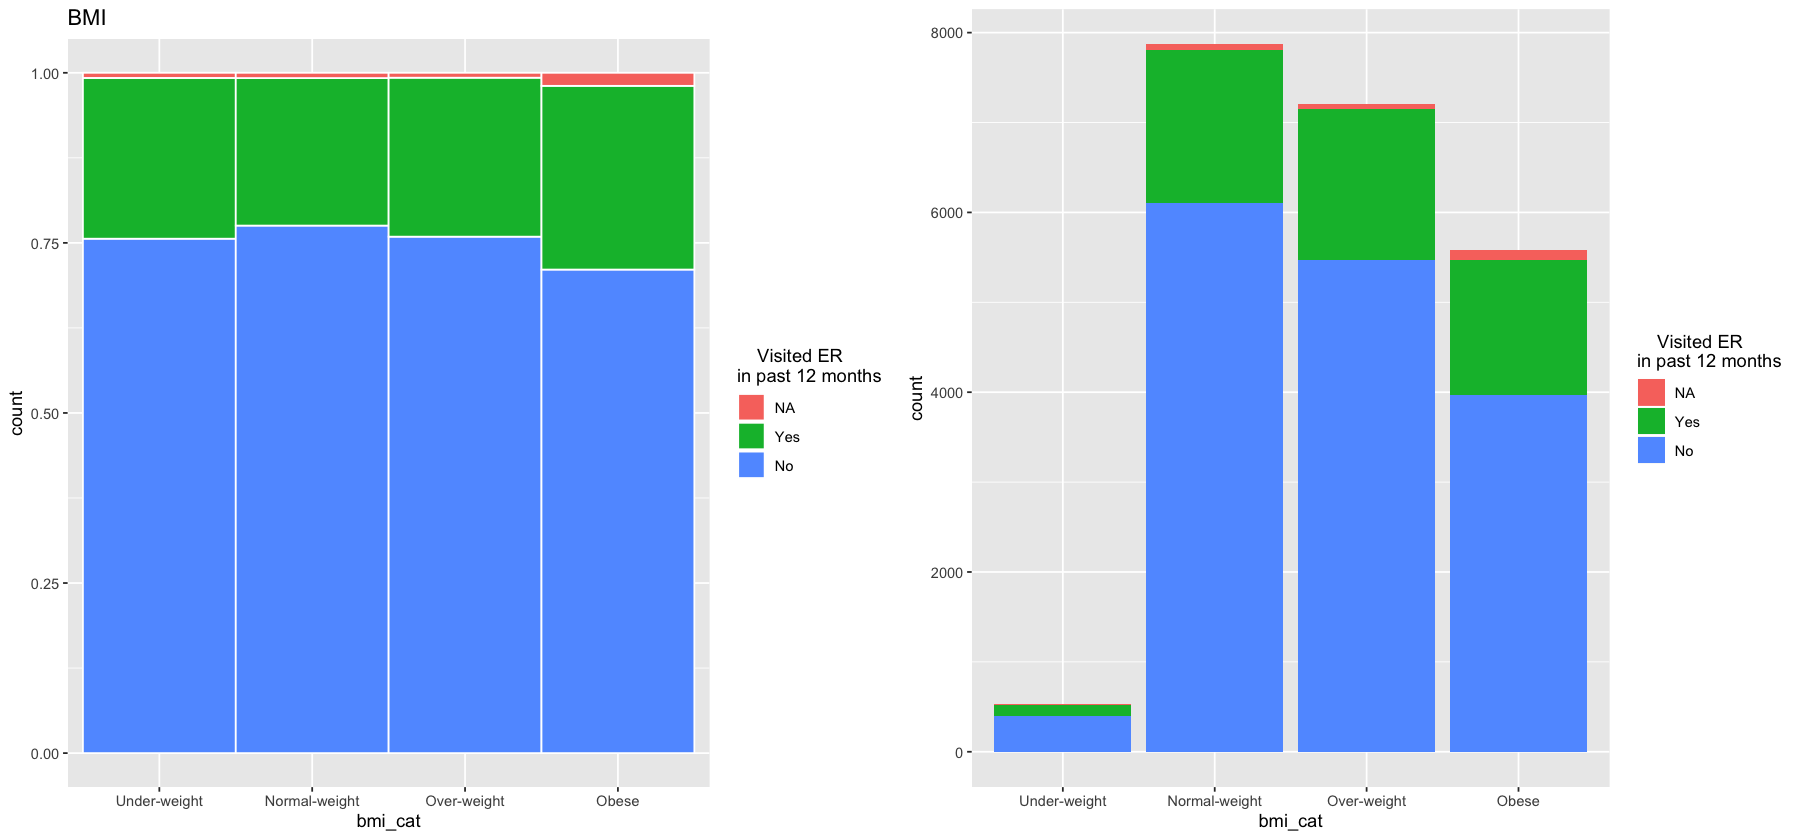 BMI
1.00
0.75
0.50
0.25
0.00
count
Under-weight
Normal-weight
Over-weight
Obese
bmi_cat
Visited ER
in past 12 months
NA
Yes
No
8000
6000
4000
2000
0
count
Under-weight
Normal-weight
Over-weight
Obese
bmi_cat
Visited ER
in past 12 months
NA
Yes
No